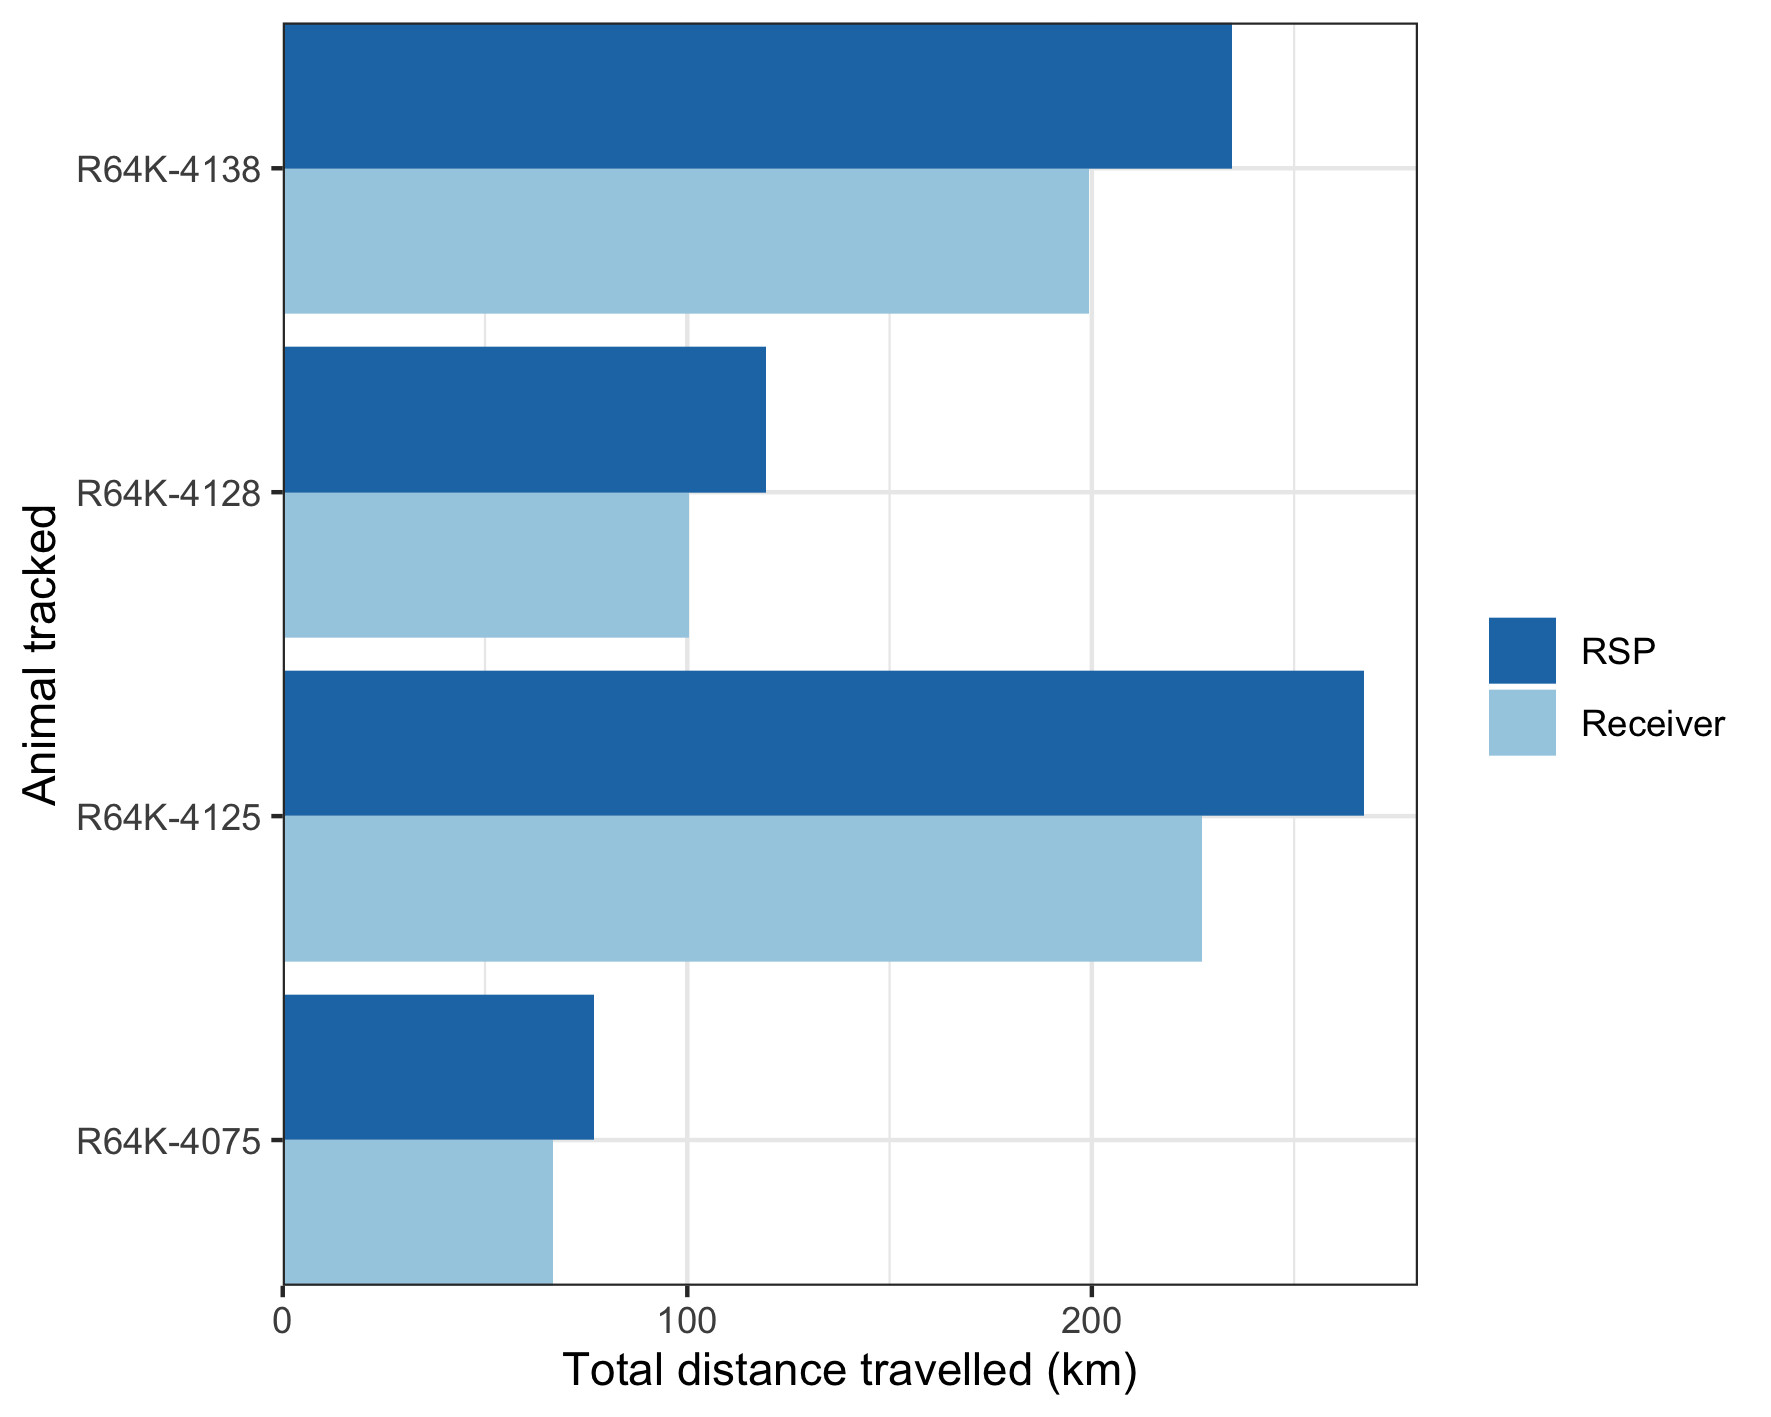 R64K-4138
R64K-4128
R64K-4125
R64K-4075
Animal tracked
0
100
200
Total distance travelled (km)
RSP
Receiver